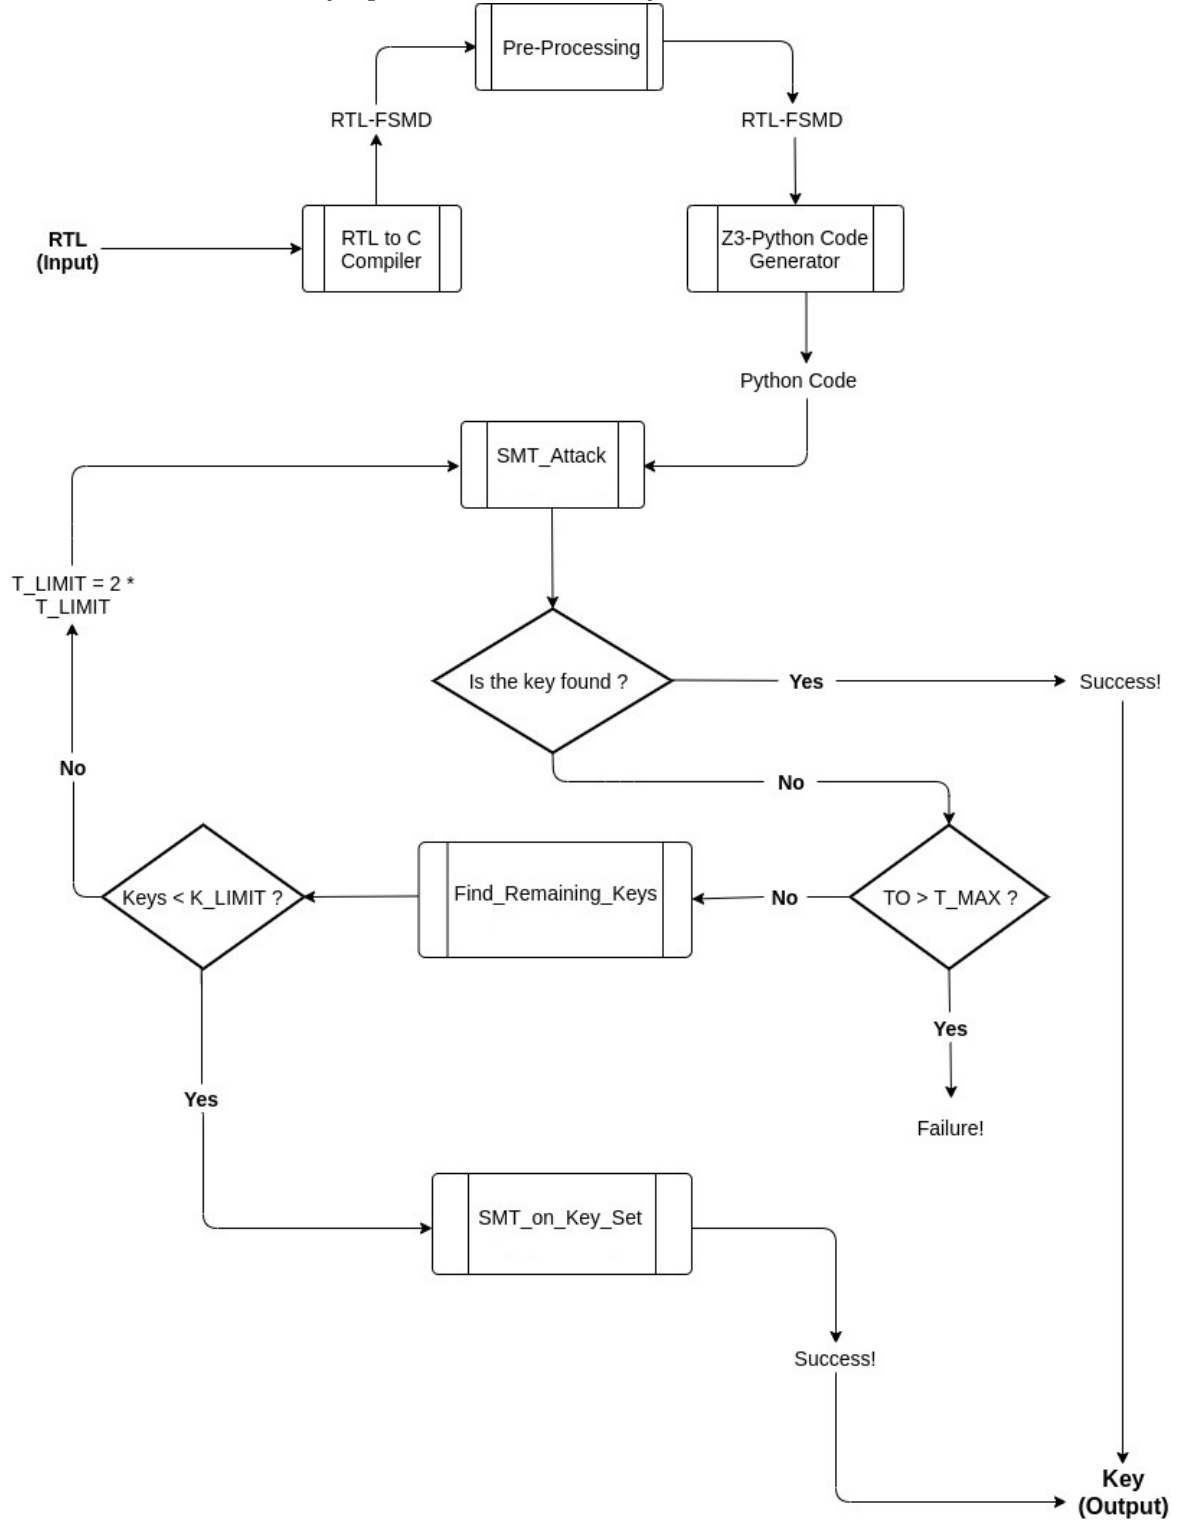 Pre-Processing
RTL-FSMD
RTL-FSMD
RTL
(Input)
RTL to C
Compiler
Z3-Python Code
Generator
Python Code
SMT_Attack
T_LIMIT = 2 *
T_LIMIT
Is the key found ?
Yes
Success!
No
No
Keys < K_LIMIT ?
Find_Remaining_Keys
No
TO > T_MAX ?
Yes
Failure!
Yes
SMT_on_Key_Set
Success!
Key
(Output)